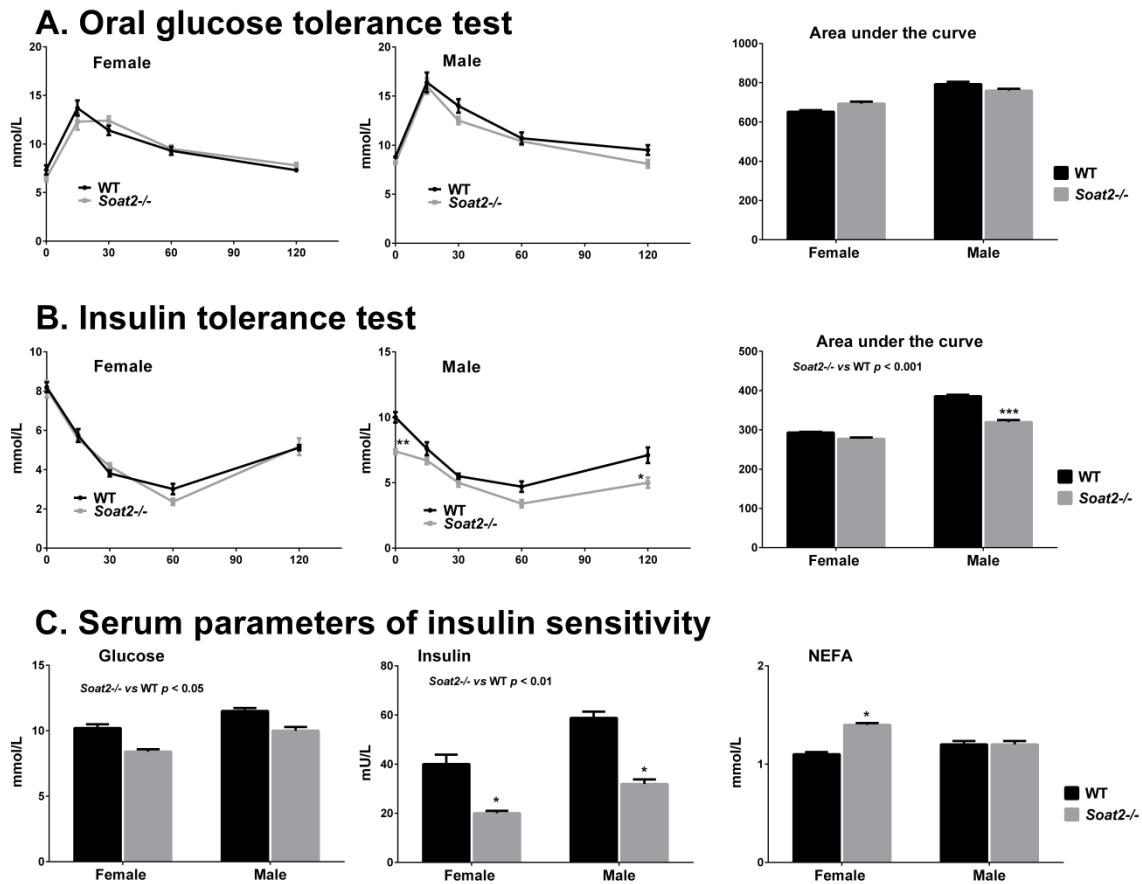 A. Oral glucose tolerance test
Female
mmol/L
20
15
10
5
0
WT
Soat2-/-
0 30 60 90 120
Male
mmol/L
20
15
10
5
0
WT
Soat2-/-
0 30 60 90 120
Area under the curve
1000
800
600
400
200
0
Female Male
WT
Soat2-/-
B. Insulin tolerance test
Female
mmol/L
10
8
6
4
2
0
WT
Soat2-/-
0 30 60 90 120
Male
mmol/L
15
10
5
0
**
*
WT
Soat2-/-
0 30 60 90 120
Area under the curve
Soat2-/- vs WT p < 0.001
500
400
300
200
100
0
***
Female Male
WT
Soat2-/-
C. Serum parameters of insulin sensitivity
Glucose
Soat2-/- vs WT p < 0.05
mmol/L
15
10
5
0
Female Male
Insulin
Soat2-/- vs WT p < 0.01
mU/L
80
60
40
20
0
*
*
Female Male
NEFA
mmol/L
2
1
0
*
Female Male
WT
Soat2-/-